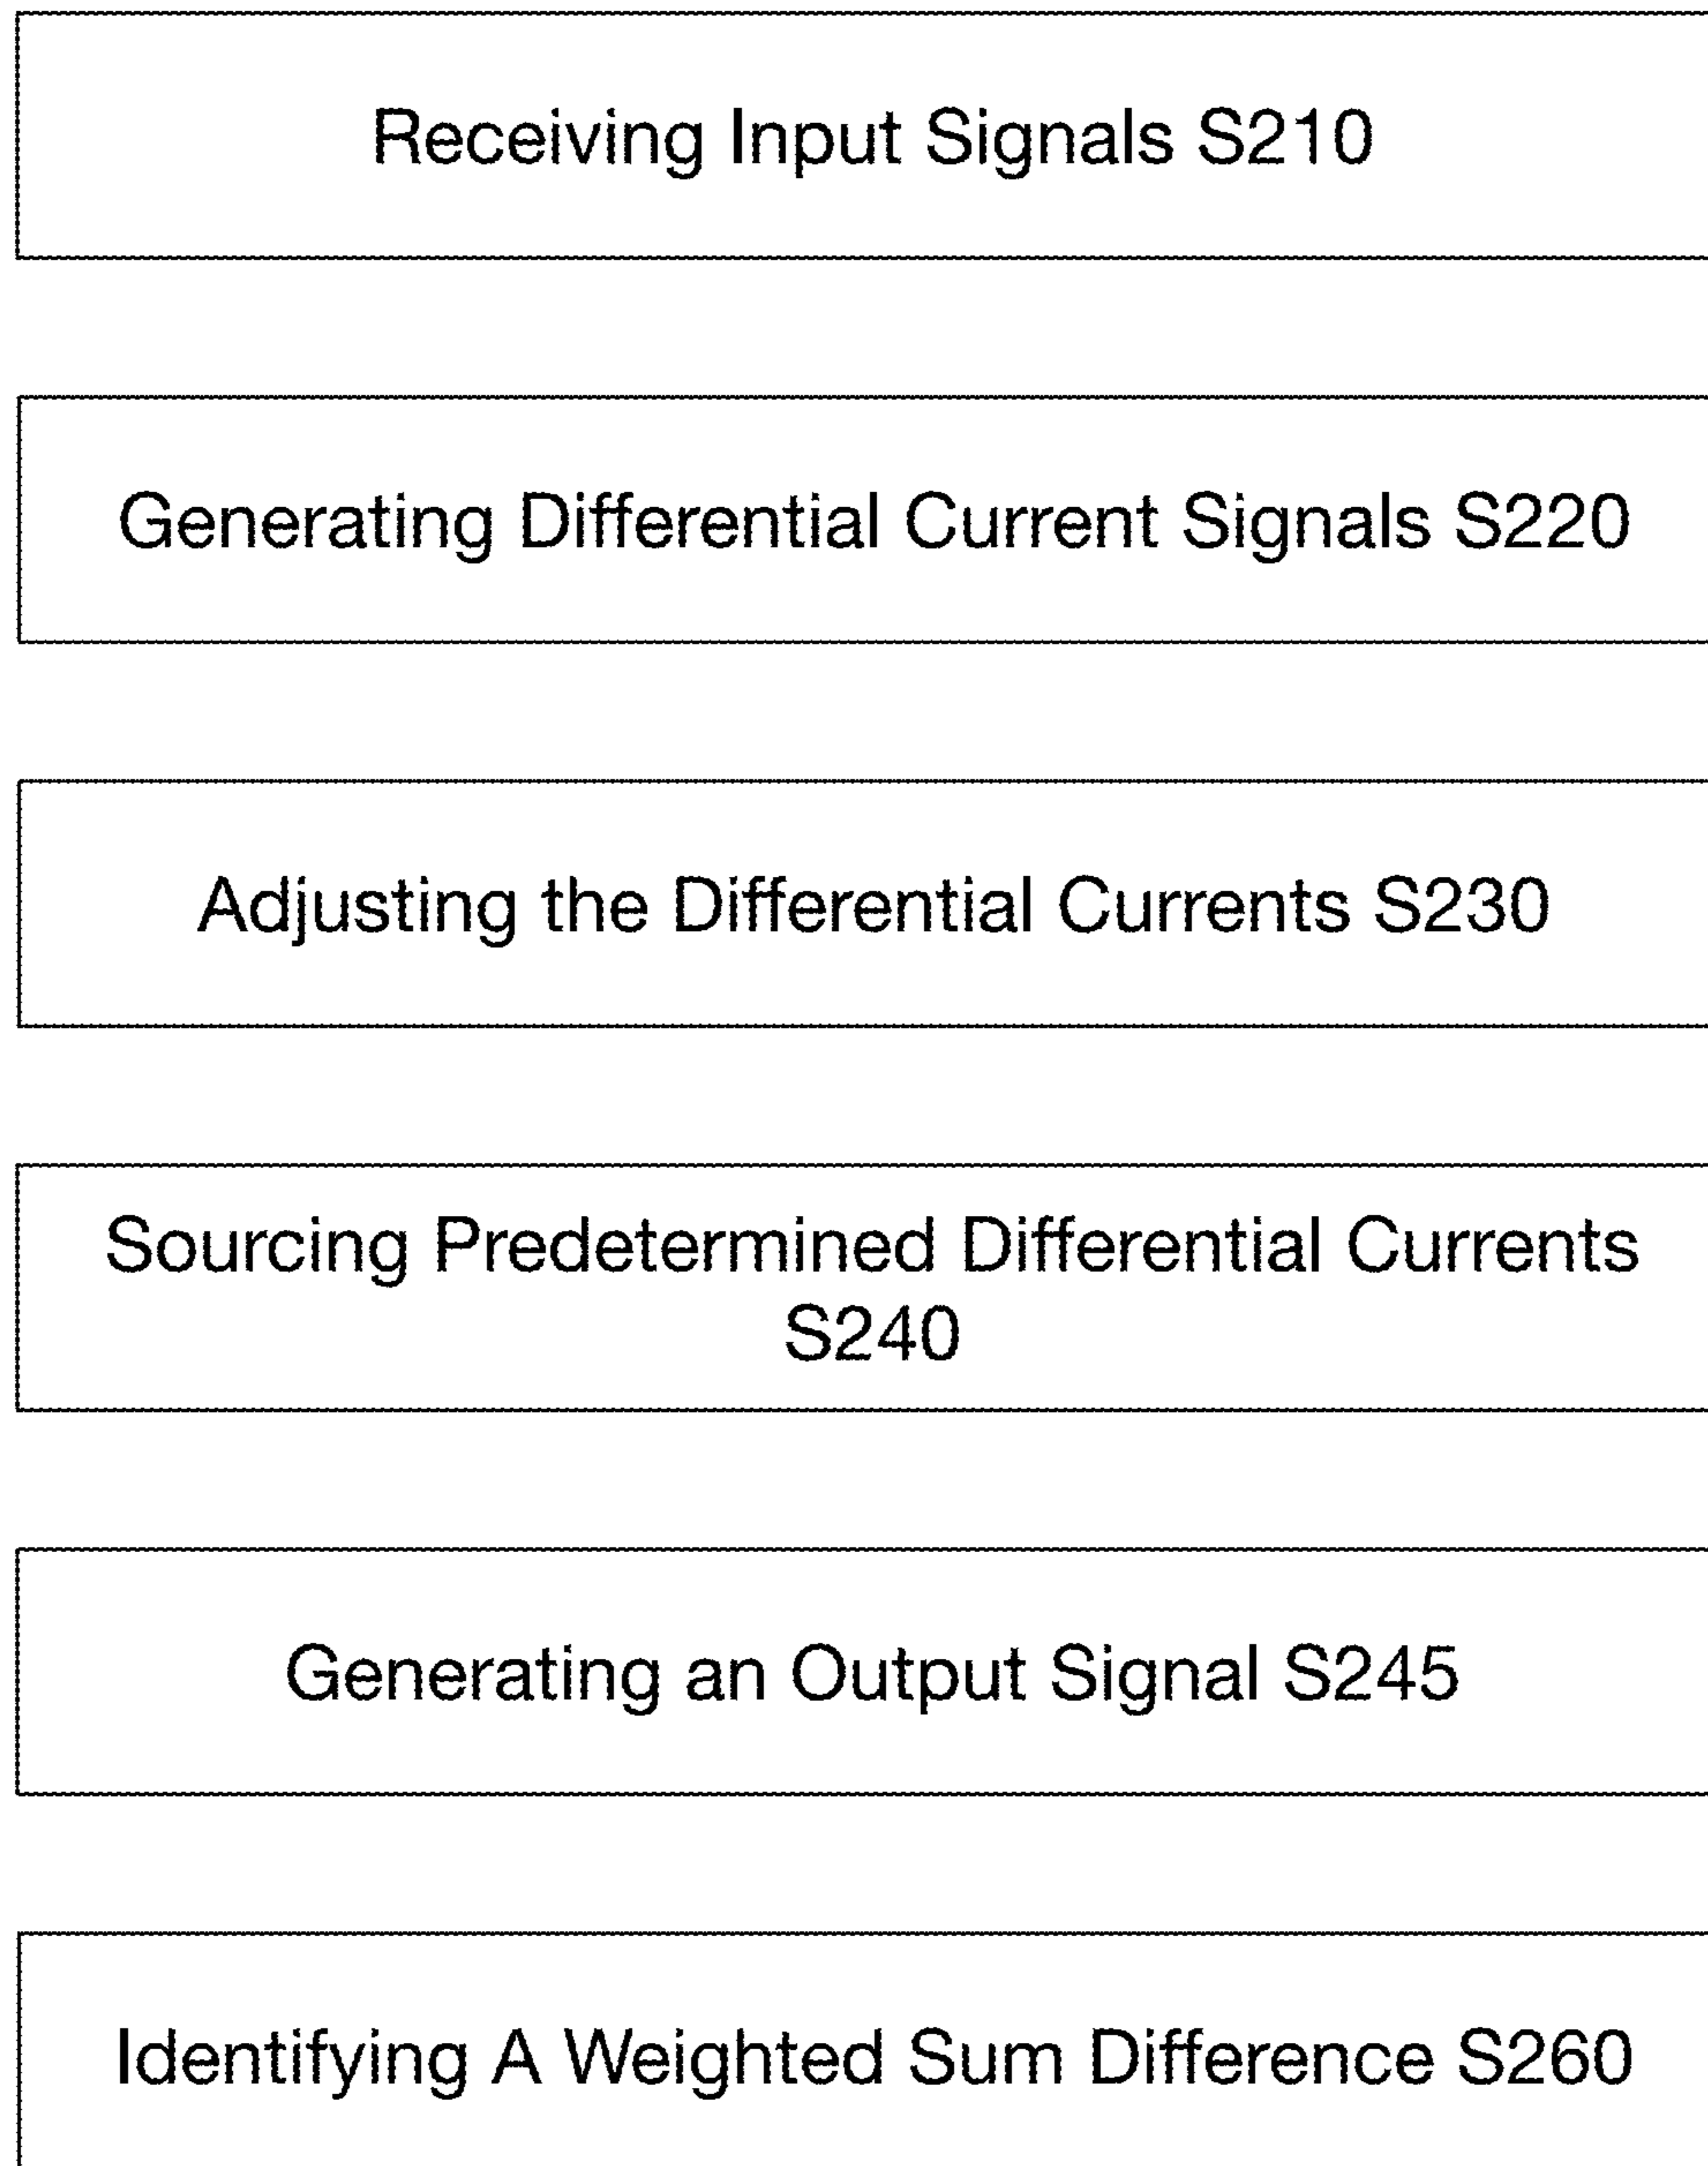 Receiving Input Signals S210
Generating Differential Current Signals S220
Adjusting the Differential Currents S230
Sourcing Predetermined Differential Currents
S240
Generating an Output Signal S245
Identifying A Weighted Sum Difference S260